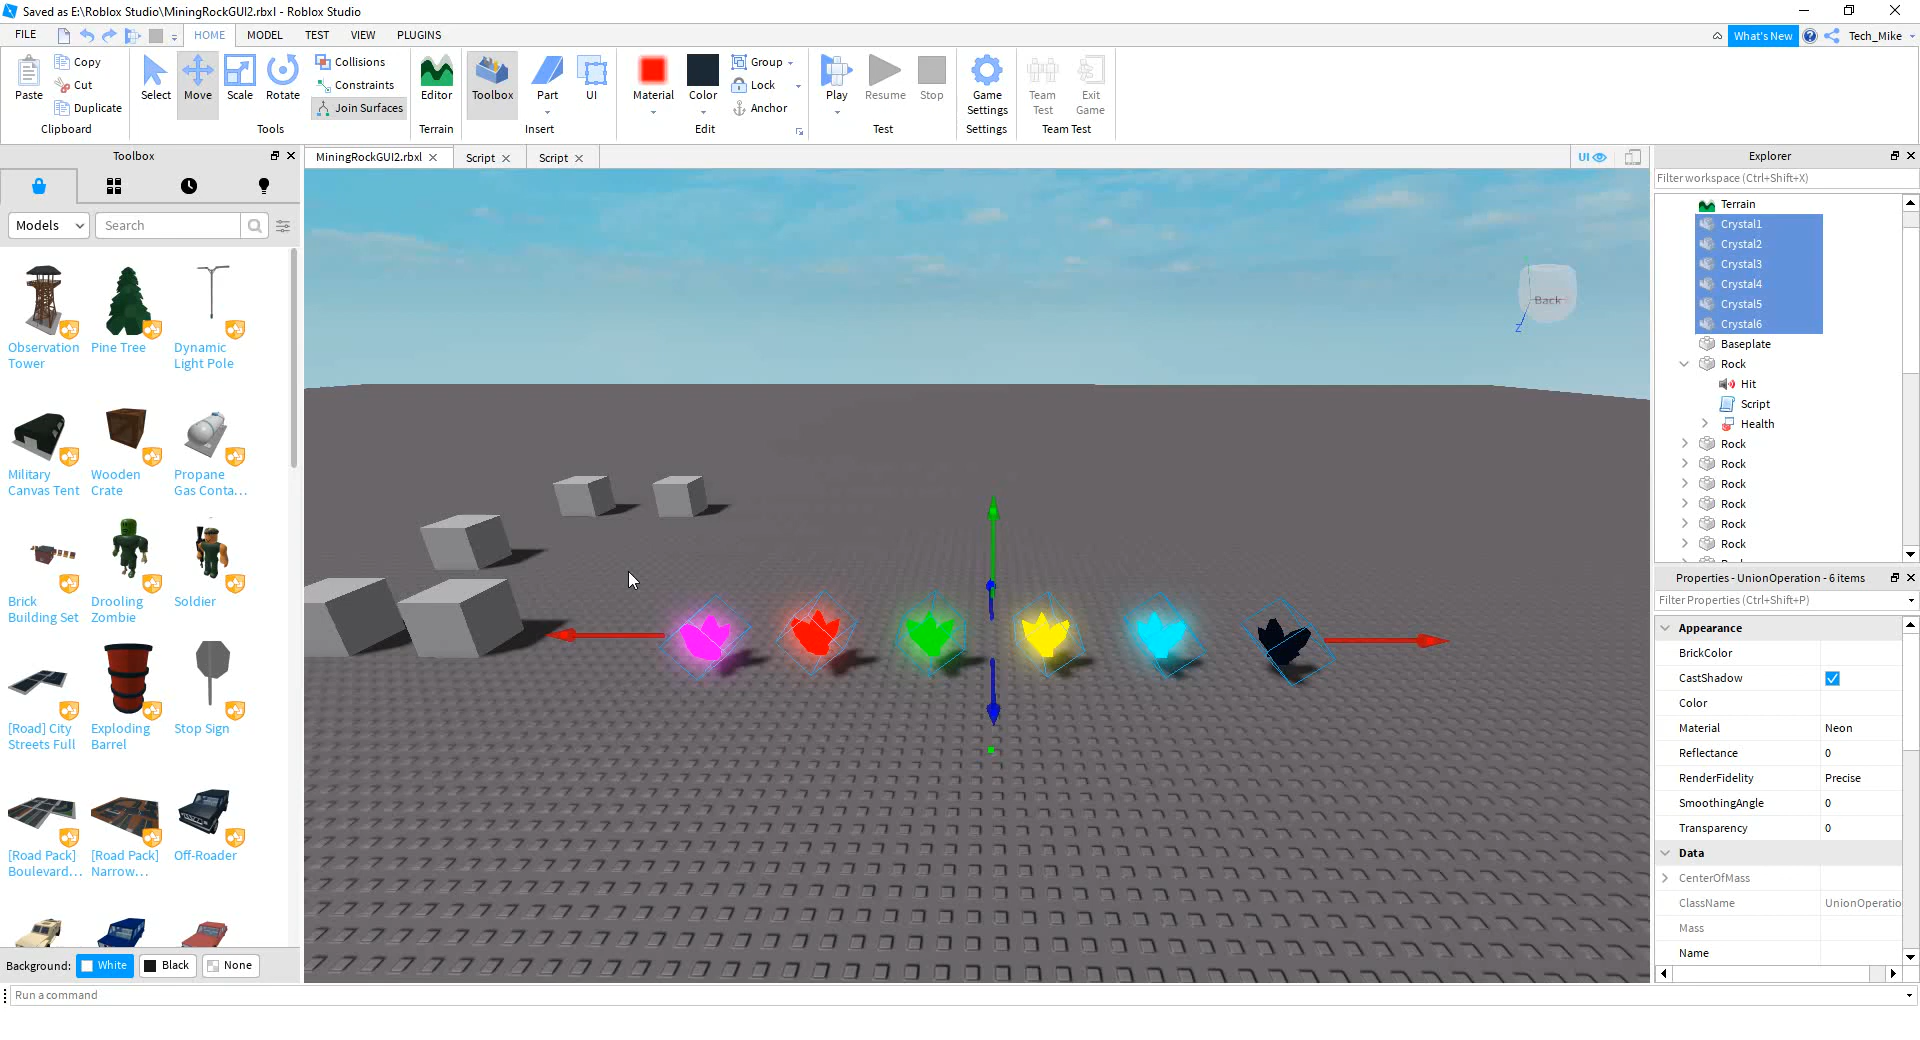 Saved as E:\Roblox Studio\MiningRockGUI2.rbxl - Roblox Studio
FILE HOME MODEL TEST VIEW PLUGINS What's New Tech_Mike
Paste Copy Cut Duplicate
Clipboard
Select Move Scale Rotate Collisions Constraints Join Surfaces
Tools
Editor
Terrain
Toolbox Part UI
Insert
Material Color Group Lock Anchor
Edit
Play Resume Stop
Test
Game Settings
Settings
Team Test Exit Game
Team Test
Toolbox
Models Search
Observation Tower
Pine Tree
Dynamic Light Pole
Military Canvas Tent
Wooden Crate
Propane Gas Conta...
Brick Building Set
Drooling Zombie
Soldier
[Road] City Streets Full
Exploding Barrel
Stop Sign
[Road Pack] Boulevard...
[Road Pack] Narrow...
Off-Roader
Background: White Black None
Run a command
MiningRockGUI2.rbxl Script Script UI
Back
Z
Explorer
Filter workspace (Ctrl+Shift+X)
Terrain
Crystal1
Crystal2
Crystal3
Crystal4
Crystal5
Crystal6
Baseplate
Rock
Hit
Script
Health
Rock
Rock
Rock
Rock
Rock
Rock
Properties - UnionOperation - 6 items
Filter Properties (Ctrl+Shift+P)
Appearance
BrickColor
CastShadow
Color
Material Neon
Reflectance 0
RenderFidelity Precise
SmoothingAngle 0
Transparency 0
Data
CenterOfMass
ClassName UnionOperatio
Mass
Name